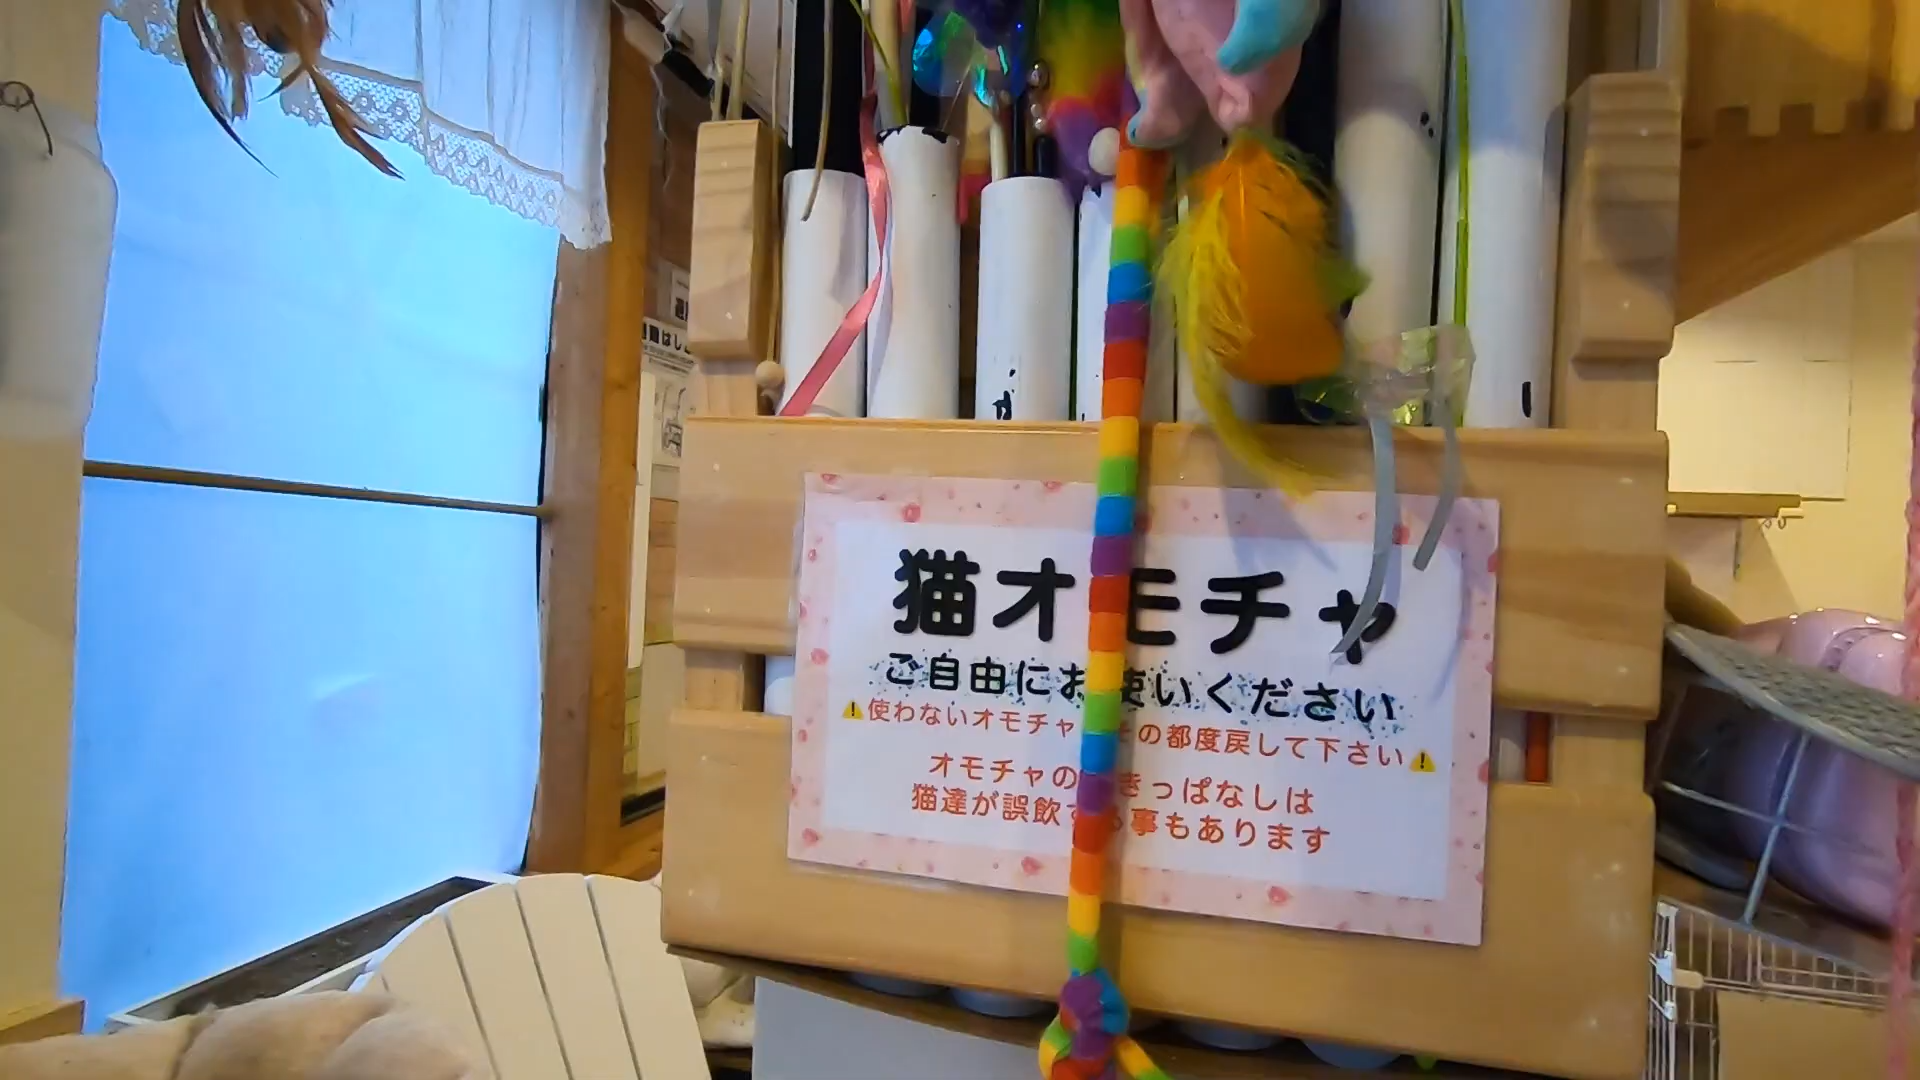 猫オモチャ
ご自由にお使いください
⚠使わないオモチャ その都度戻して下さい⚠
オモチャの きっぱなしは
猫達が誤飲する事もあります